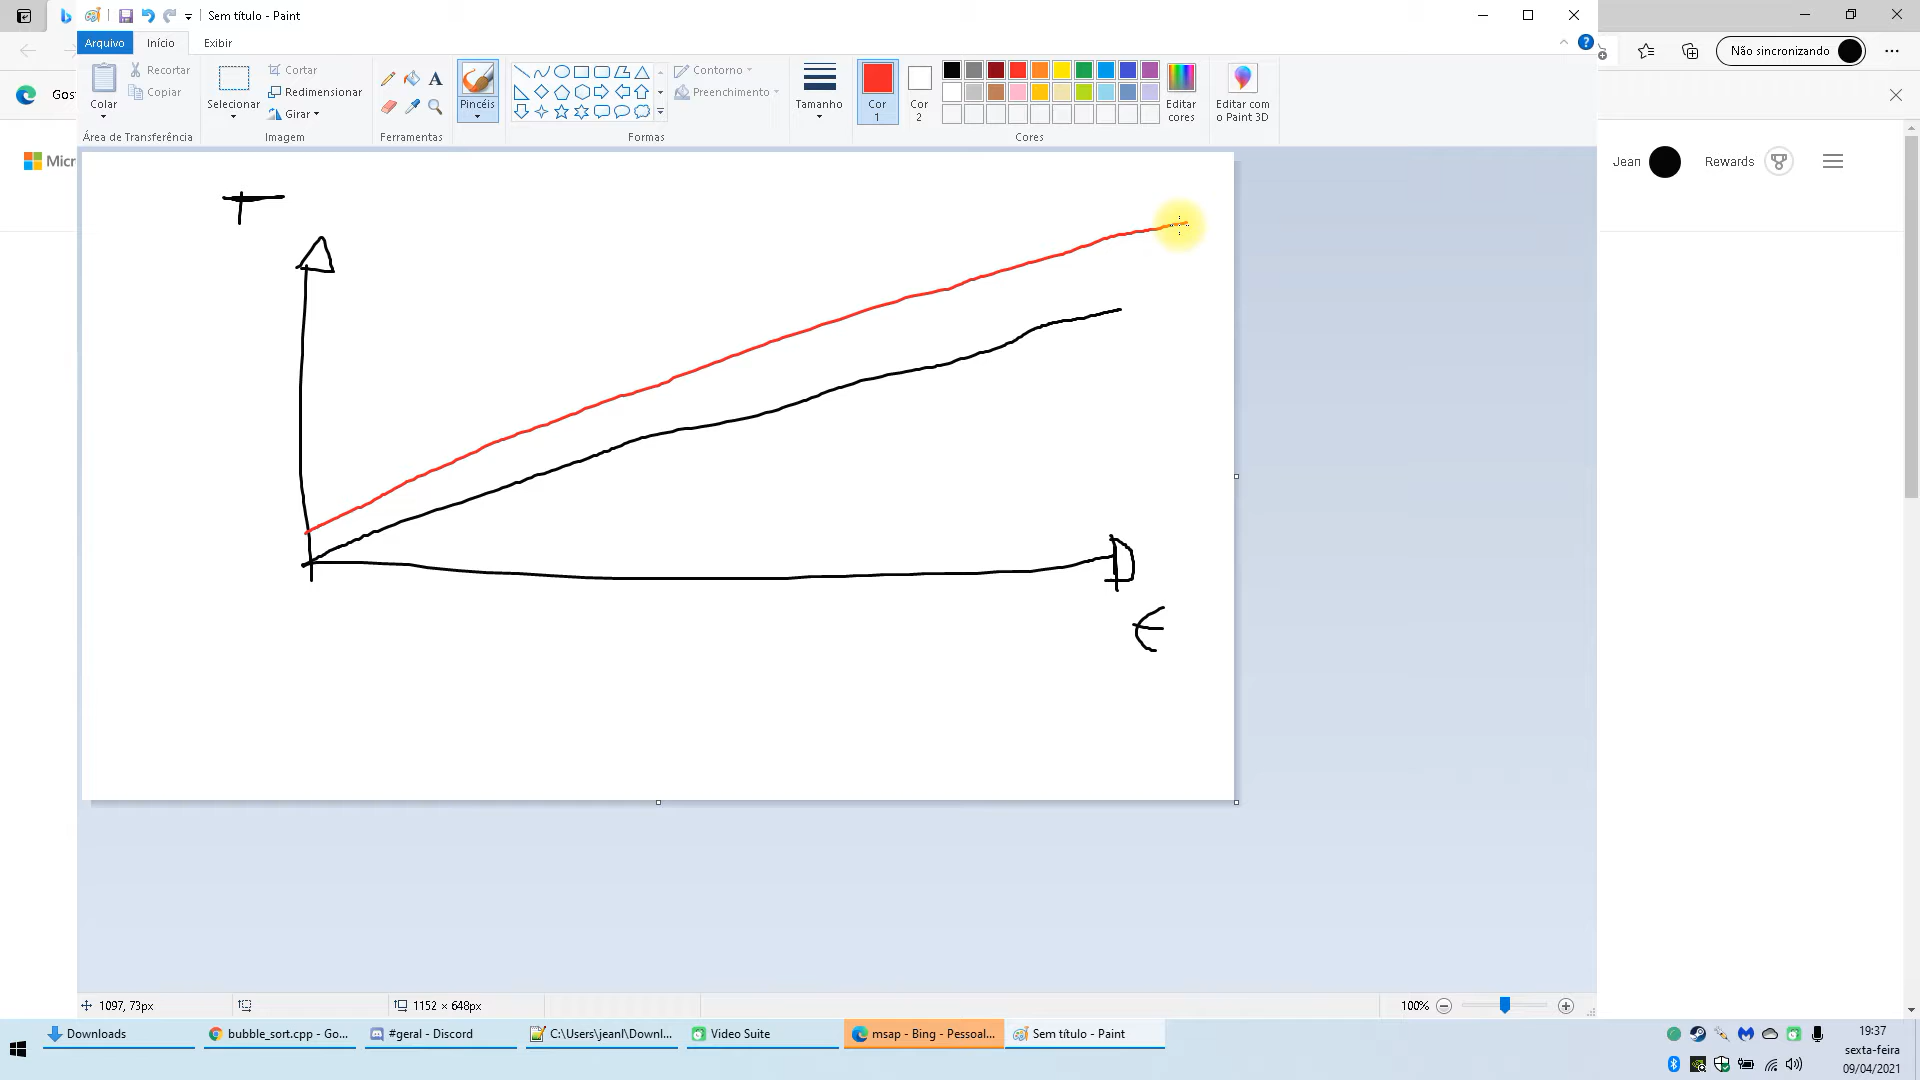 Sem título - Paint
Não sincronizando
Arquivo Início Exibir
Gos
Colar
Recortar
Copiar
Área de Transferência
Selecionar
Cortar
Redimensionar
Girar
Imagem
Ferramentas
Pincéis
Contorno
Preenchimento
Formas
Tamanho
Cor 1
Cor 2
Editar cores
Cores
Editar com o Paint 3D
Micr
Jean
Rewards
T
E
1097, 73px
1152 × 648px
100%
Downloads
bubble_sort.cpp - Go...
#geral - Discord
C:\Users\jeanl\Downl...
Video Suite
msap - Bing - Pessoal...
Sem título - Paint
19:37
sexta-feira
09/04/2021